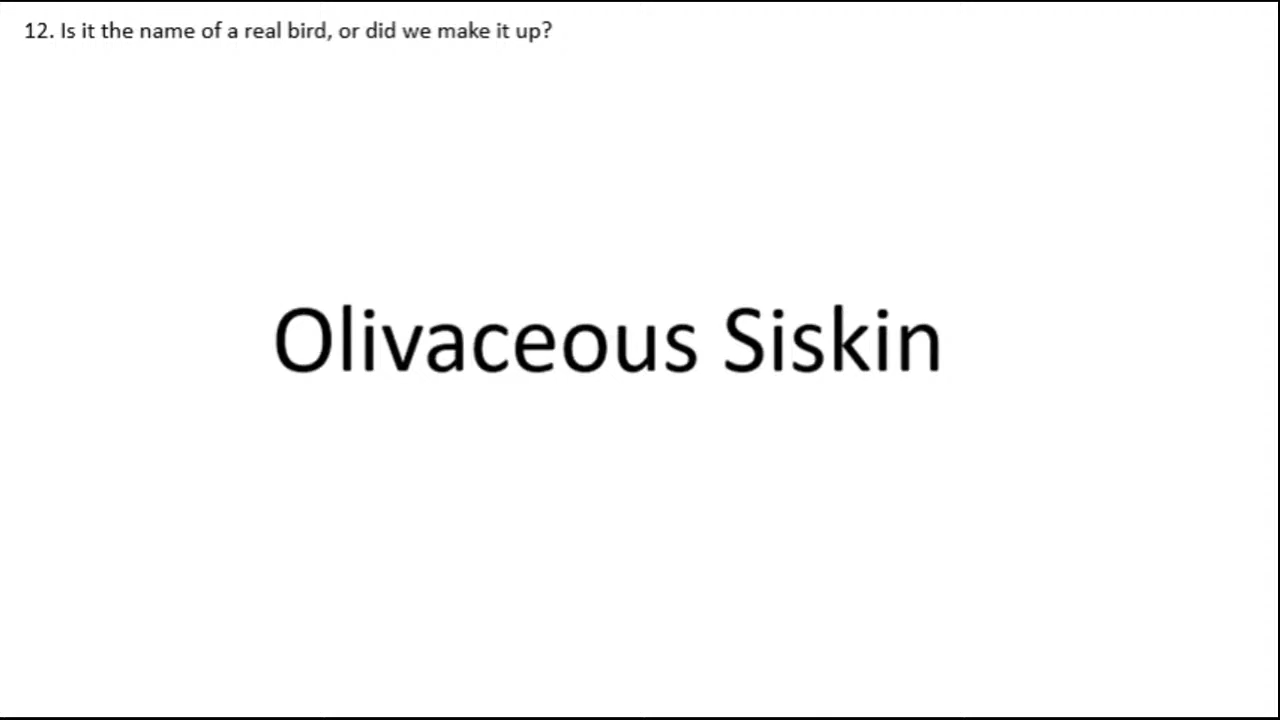 12. Is it the name of a real bird, or did we make it up?
Olivaceous Siskin